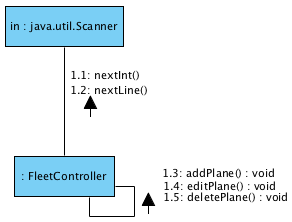 in : java.util.Scanner
1.1: nextInt()
1.2: nextLine()
: FleetController
1.3: addPlane() : void
1.4: editPlane() : void
1.5: deletePlane() : void